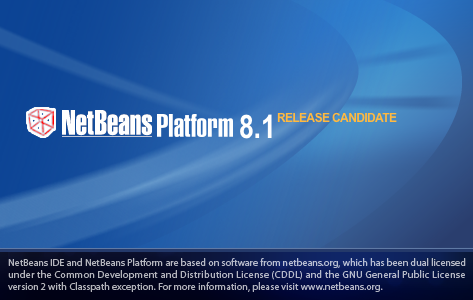 NetBeans Platform 8.1 RELEASE CANDIDATE
NetBeans IDE and NetBeans Platform are based on software from netbeans.org, which has been dual licensed
under the Common Development and Distribution License (CDDL) and the GNU General Public License
version 2 with Classpath exception. For more information, please visit www.netbeans.org.